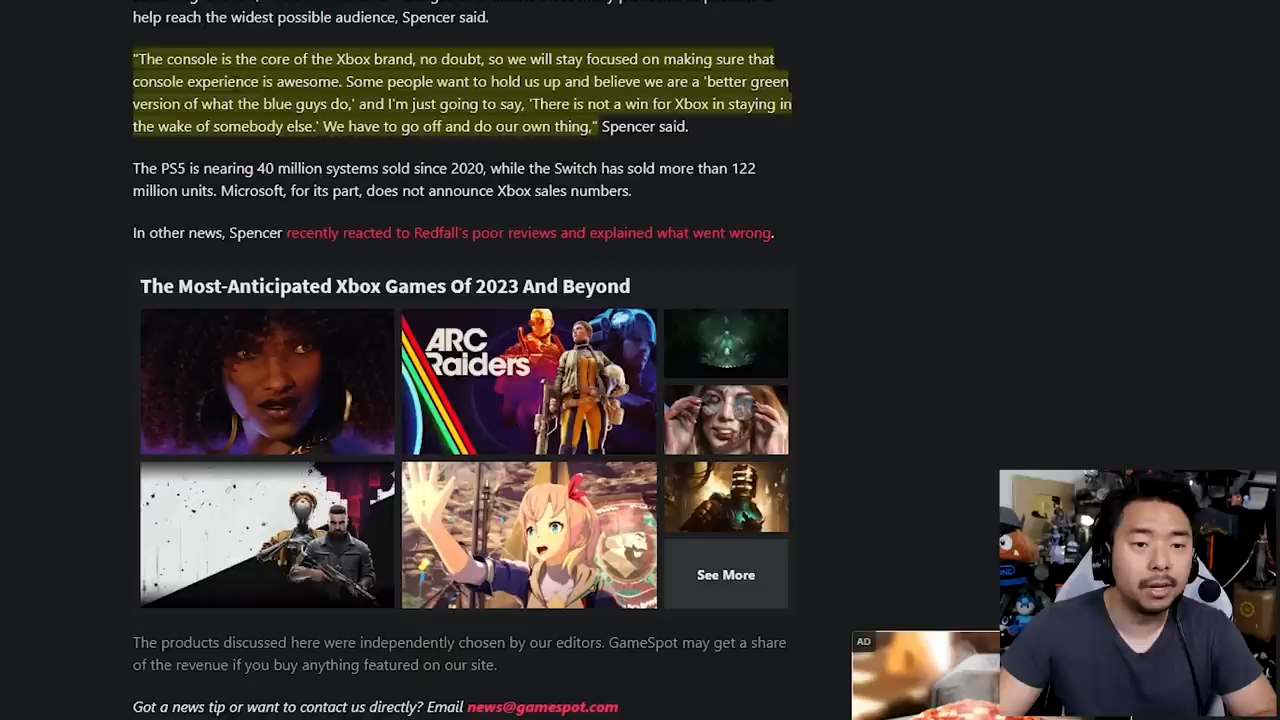 help reach the widest possible audience, Spencer said.
"The console is the core of the Xbox brand, no doubt, so we will stay focused on making sure that
console experience is awesome. Some people want to hold us up and believe we are a 'better green
version of what the blue guys do,' and I'm just going to say, 'There is not a win for Xbox in staying in
the wake of somebody else.' We have to go off and do our own thing," Spencer said.
The PS5 is nearing 40 million systems sold since 2020, while the Switch has sold more than 122
million units. Microsoft, for its part, does not announce Xbox sales numbers.
In other news, Spencer recently reacted to Redfall's poor reviews and explained what went wrong.
The Most-Anticipated Xbox Games Of 2023 And Beyond
ARC
Raiders
See More
The products discussed here were independently chosen by our editors. GameSpot may get a share
of the revenue if you buy anything featured on our site.
AD
Got a news tip or want to contact us directly? Email news@gamespot.com